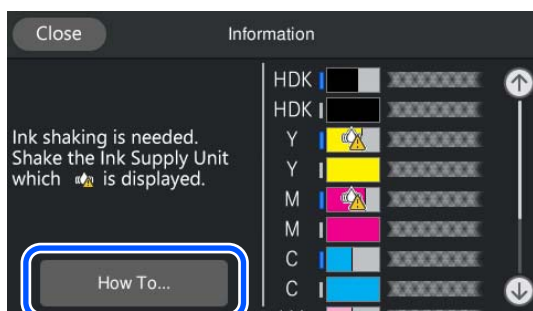 Close
Information
Ink shaking is needed.
Shake the Ink Supply Unit
which is displayed.
How To...
HDK
HDK
Y
Y
M
M
C
C